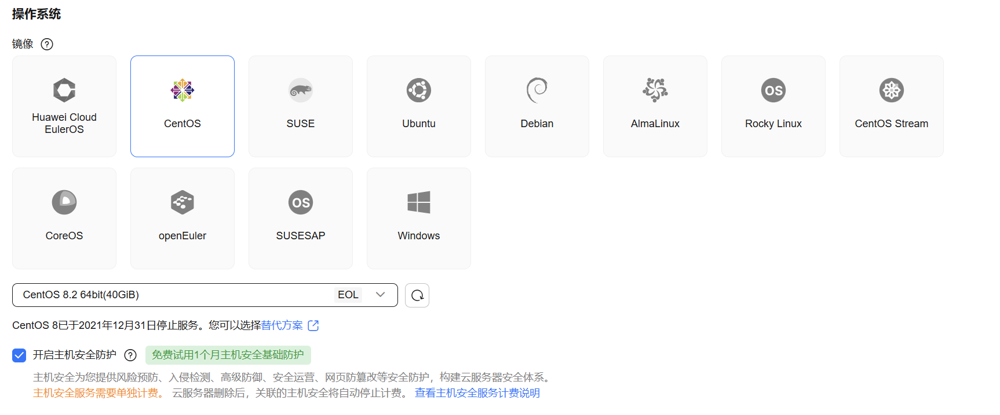 操作系统
镜像 ?
Huawei Cloud EulerOS
CentOS
SUSE
Ubuntu
Debian
AlmaLinux
OS
Rocky Linux
CentOS Stream
CoreOS
openEuler
OS
SUSESAP
Windows
CentOS 8.2 64bit(40GiB) EOL
CentOS 8已于2021年12月31日停止服务。您可以选择替代方案
开启主机安全防护 ? 免费试用1个月主机安全基础防护
主机安全为您提供风险预防、入侵检测、高级防御、安全运营、网页防篡改等安全防护，构建云服务器安全体系。
主机安全服务需要单独计费。 云服务器删除后，关联的主机安全将自动停止计费。 查看主机安全服务计费说明